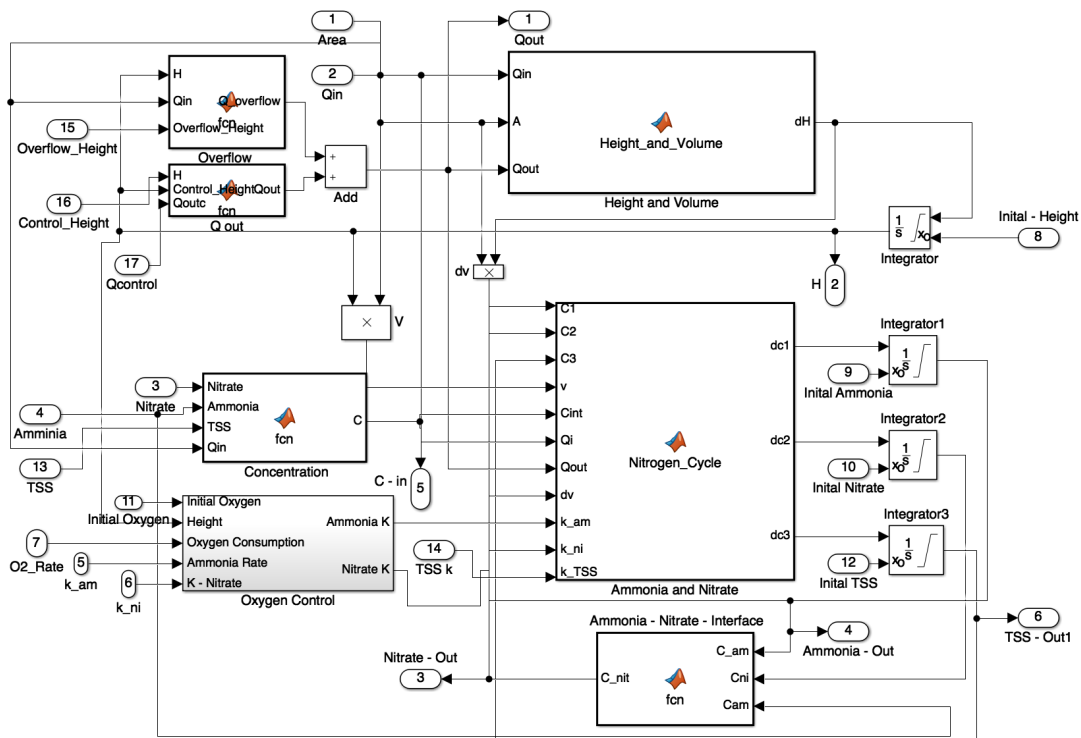 1
Area
2
Qin
1
Qout
H
Qin
Q_overflow
fcn
Overflow_Height
Overflow
15
Overflow_Height
H
Control_Height
Qout
Qoutc
fcn
Q out
16
Control_Height
17
Qcontrol
+
+
Add
Qin
A
Qout
Height_and_Volume
dH
Height and Volume
1
s
xo
Integrator
Inital - Height
8
dv
×
H
2
×
V
3
Nitrate
4
Amminia
13
TSS
Nitrate
Ammonia
TSS
Qin
fcn
C
Concentration
C - in
5
C1
C2
C3
v
Cint
Qi
Qout
dv
k_am
k_ni
k_TSS
Nitrogen_Cycle
dc1
dc2
dc3
Ammonia and Nitrate
Integrator1
1
s
xo
9
Inital Ammonia
Integrator2
1
s
xo
10
Inital Nitrate
Integrator3
1
s
xo
12
Inital TSS
11
Initial Oxygen
7
O2_Rate
5
k_am
6
k_ni
Initial Oxygen
Height
Oxygen Consumption
Ammonia Rate
K - Nitrate
Ammonia K
Nitrate K
Oxygen Control
14
TSS k
Ammonia - Nitrate - Interface
C_am
Cni
Cam
C_nit
fcn
Nitrate - Out
3
4
Ammonia - Out
6
TSS - Out1